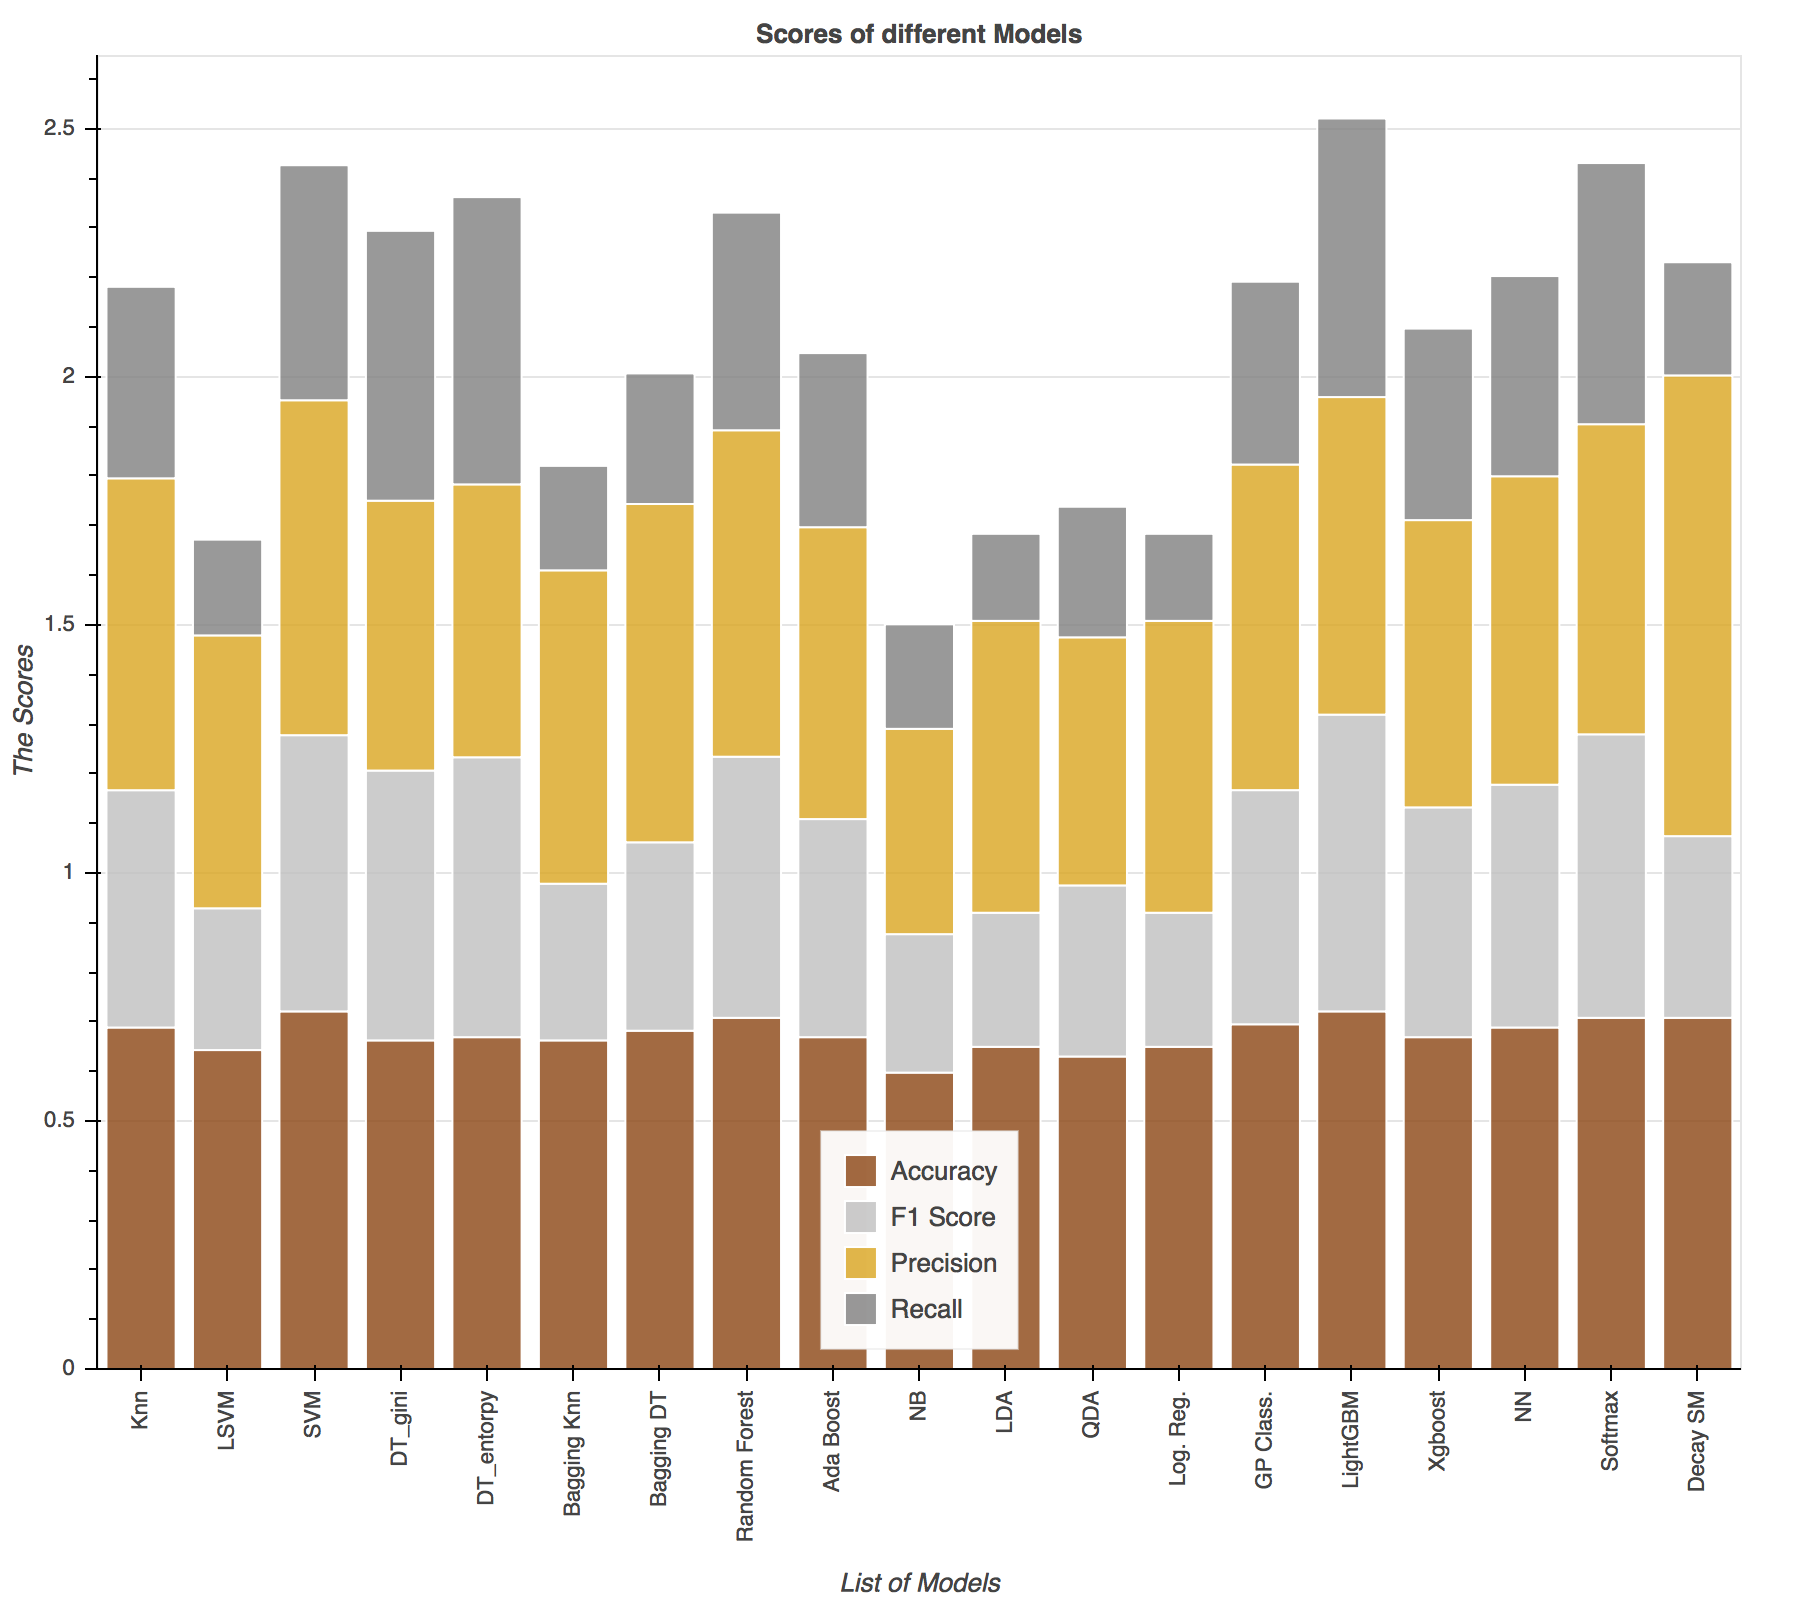 Scores of different Models
2.5
2
1.5
1
0.5
0
The Scores
Accuracy
F1 Score
Precision
Recall
Knn
LSVM
SVM
DT_gini
DT_entorpy
Bagging Knn
Bagging DT
Random Forest
Ada Boost
NB
LDA
QDA
Log. Reg.
GP Class.
LightGBM
Xgboost
NN
Softmax
Decay SM
List of Models